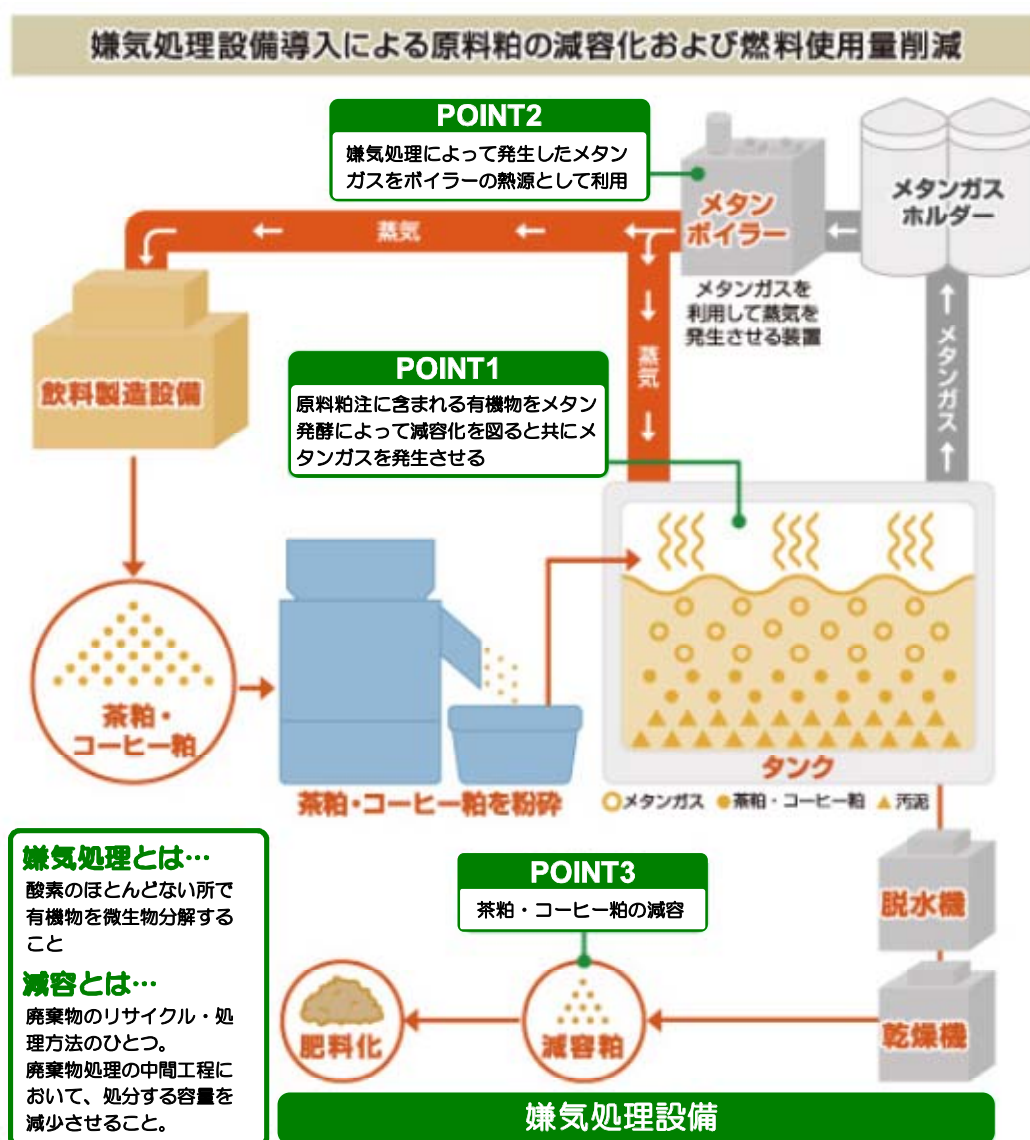 嫌気処理設備導入による原料粕の減容化および燃料使用量削減
POINT2
嫌気処理によって発生したメタン
ガスをボイラーの熱源として利用
メタン
ボイラー
メタンガス
ホルダー
蒸気
メタンガスを
利用して蒸気を
発生させる装置
飲料製造設備
POINT1
原料粕注に含まれる有機物をメタン
発酵によって減容化を図ると共にメ
タンガスを発生させる
蒸気
メタンガス
茶粕・
コーヒー粕
茶粕・コーヒー粕を粉砕
タンク
メタンガス 茶粕・コーヒー粕 汚泥
嫌気処理とは…
酸素のほとんどない所で
有機物を微生物分解する
こと
減容とは…
廃棄物のリサイクル・処
理方法のひとつ。
廃棄物処理の中間工程に
おいて、処分する容量を
減少させること。
POINT3
茶粕・コーヒー粕の減容
脱水機
乾燥機
減容粕
肥料化
嫌気処理設備